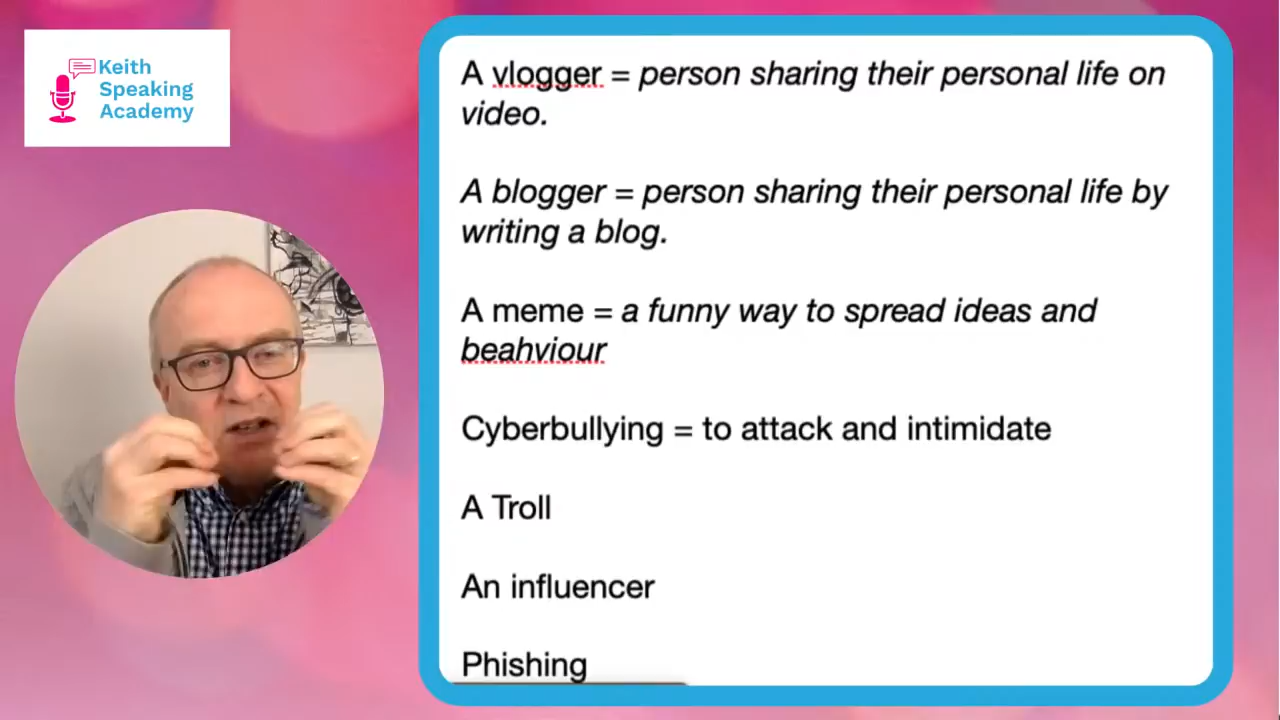 Keith
Speaking
Academy
A vlogger = person sharing their personal life on
video.
A blogger = person sharing their personal life by
writing a blog.
A meme = a funny way to spread ideas and
beahviour
Cyberbullying = to attack and intimidate
A Troll
An influencer
Phishing